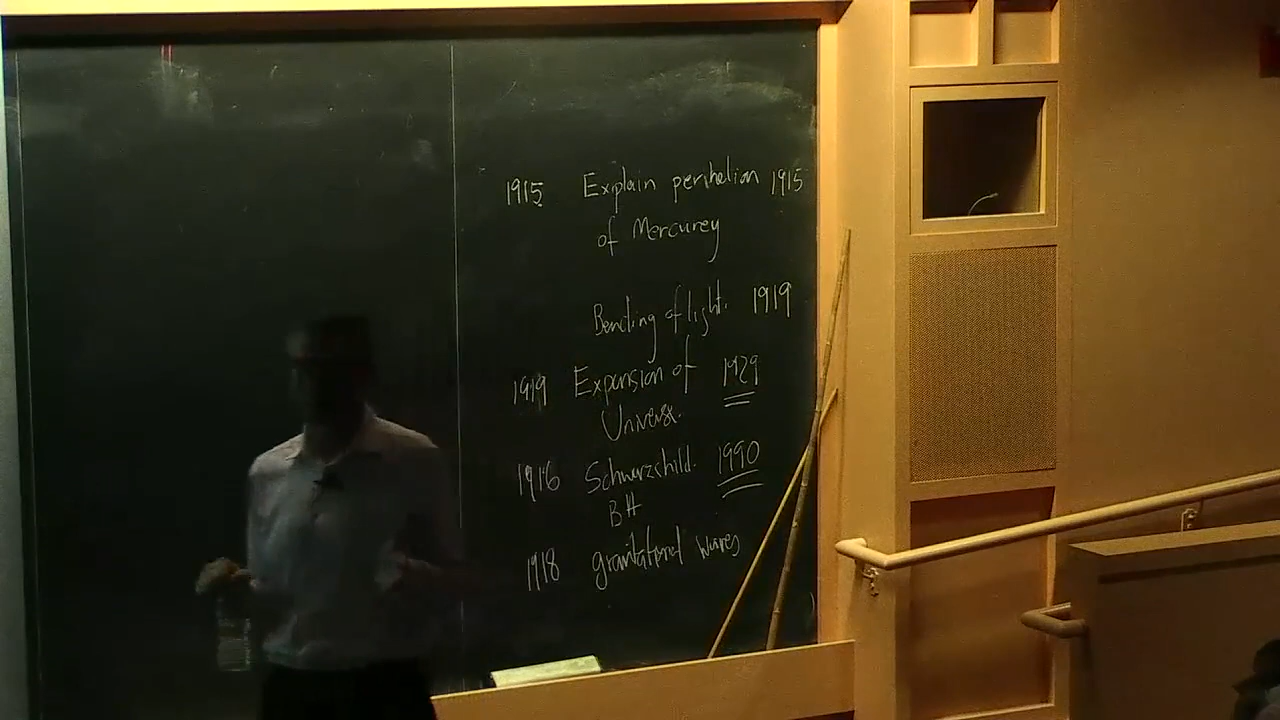 1915 Explain perihelion 1915
of Mercurey
Bending of light. 1919
1919 Expansion of 1929
Universe.
1916 Schwarzchild. 1990
BH
1918 gravitational waves